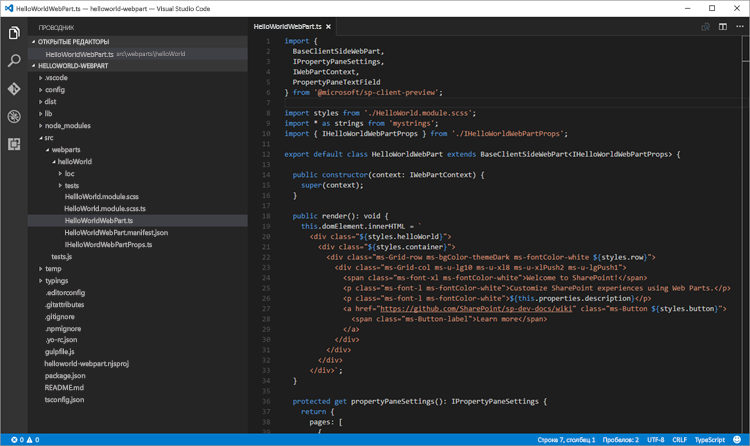 HelloWorldWebPart.ts — helloworld-webpart — Visual Studio Code
ПРОВОДНИК
ОТКРЫТЫЕ РЕДАКТОРЫ
HelloWorldWebPart.ts src\webparts\helloWorld
HELLOWORLD-WEBPART
.vscode
config
dist
lib
node_modules
src
webparts
helloWorld
loc
tests
HelloWorld.module.scss
HelloWorld.module.scss.ts
HelloWorldWebPart.ts
HelloWorldWebPart.manifest.json
IHelloWordWebPartProps.ts
tests.js
temp
typings
.editorconfig
.gitattributes
.gitignore
.npmignore
.yo-rc.json
gulpfile.js
helloworld-webpart.njsproj
package.json
README.md
tsconfig.json
HelloWorldWebPart.ts
1 import {
2 BaseClientSideWebPart,
3 IPropertyPaneSettings,
4 IWebPartContext,
5 PropertyPaneTextField
6 } from '@microsoft/sp-client-preview';
7
8 import styles from './HelloWorld.module.scss';
9 import * as strings from 'mystrings';
10 import { IHelloWorldWebPartProps } from './IHelloWorldWebPartProps';
11
12 export default class HelloWorldWebPart extends BaseClientSideWebPart<IHelloWorldWebPartProps> {
13
14 public constructor(context: IWebPartContext) {
15 super(context);
16 }
17
18 public render(): void {
19 this.domElement.innerHTML = `
20 <div class="${styles.helloWorld}">
21 <div class="${styles.container}">
22 <div class="ms-Grid-row ms-bgColor-themeDark ms-fontColor-white ${styles.row}">
23 <div class="ms-Grid-col ms-u-lg10 ms-u-xl8 ms-u-xlPush2 ms-u-lgPush1">
24 <span class="ms-font-xl ms-fontColor-white">Welcome to SharePoint!</span>
25 <p class="ms-font-l ms-fontColor-white">Customize SharePoint experiences using Web Parts.</p>
26 <p class="ms-font-l ms-fontColor-white">${this.properties.description}</p>
27 <a href="https://github.com/SharePoint/sp-dev-docs/wiki" class="ms-Button ${styles.button}">
28 <span class="ms-Button-label">Learn more</span>
29 </a>
30 </div>
31 </div>
32 </div>
33 </div>`;
34 }
35
36 protected get propertyPaneSettings(): IPropertyPaneSettings {
37 return {
38 pages: [
39 {
0 0
Строка 7, столбец 1 Пробелов: 2 UTF-8 CRLF TypeScript